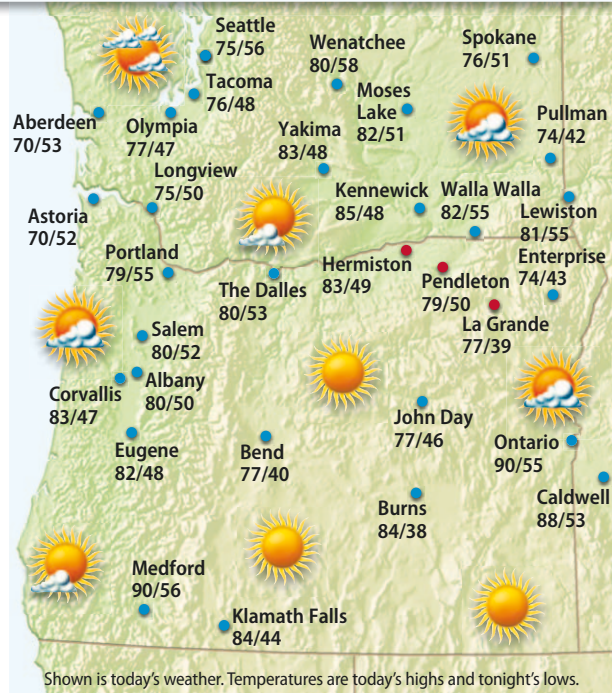 Seattle
75/56
Wenatchee
80/58
Spokane
76/51
Tacoma
76/48
Moses
Lake
82/51
Aberdeen
70/53
Olympia
77/47
Yakima
83/48
Pullman
74/42
Longview
75/50
Kennewick
85/48
Walla Walla
82/55
Lewiston
81/55
Astoria
70/52
Portland
79/55
The Dalles
80/53
Hermiston
83/49
Pendleton
79/50
Enterprise
74/43
La Grande
77/39
Salem
80/52
Corvallis
83/47
Albany
80/50
John Day
77/46
Eugene
82/48
Bend
77/40
Ontario
90/55
Burns
84/38
Caldwell
88/53
Medford
90/56
Klamath Falls
84/44
Shown is today's weather. Temperatures are today's highs and tonight's lows.